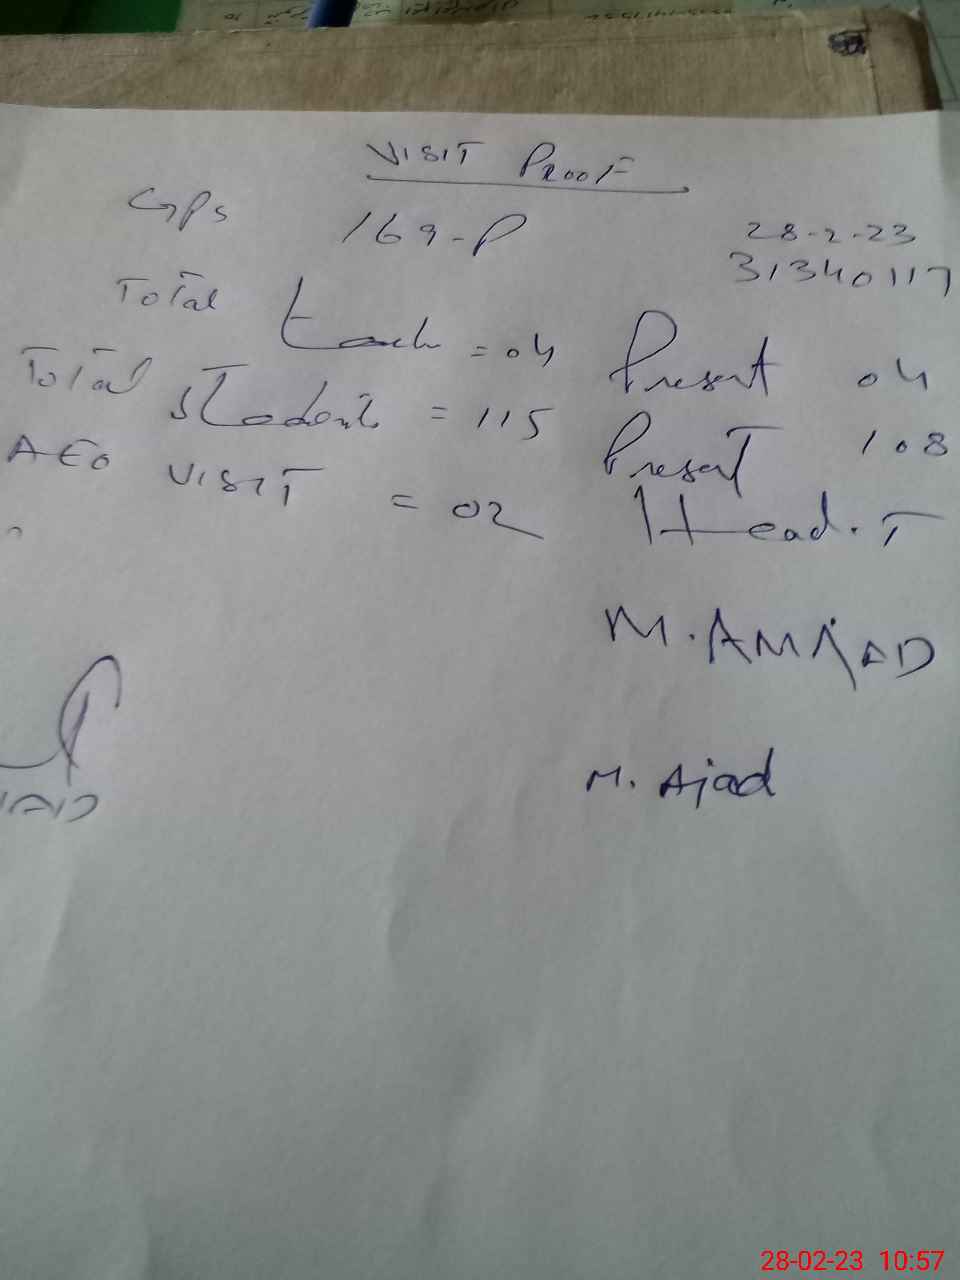 VISIT PROOF
GPS 169-P 28-2-23
31340117
Total teach = 04 Present 04
Total Students = 115 Present 108
AEO VISIT = 02 Head.T
M.AMJAD
M. Ajad
28-02-23 10:57